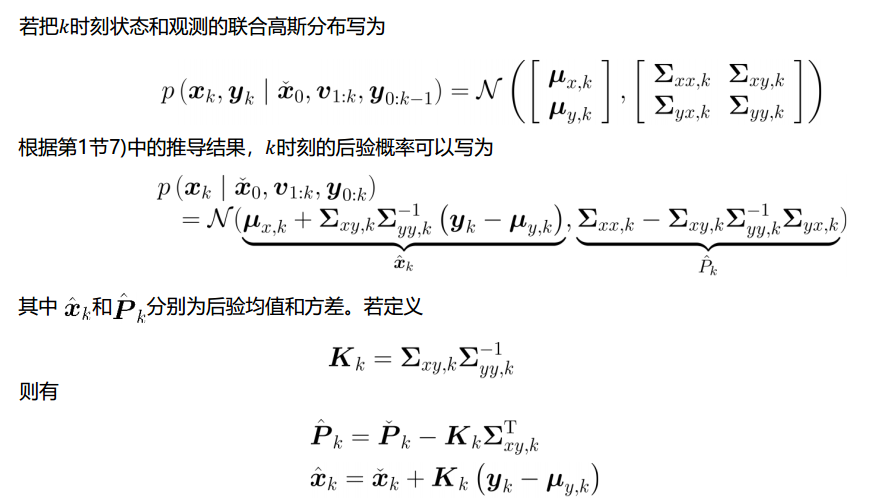 若把k时刻状态和观测的联合高斯分布写为
$p\left(\boldsymbol{x}_k, \boldsymbol{y}_k \mid \check{\boldsymbol{x}}_0, \boldsymbol{v}_{1:k}, \boldsymbol{y}_{0:k-1}\right) = \mathcal{N}\left(\left[\begin{array}{c} \boldsymbol{\mu}_{x,k} \\ \boldsymbol{\mu}_{y,k} \end{array}\right], \left[\begin{array}{cc} \boldsymbol{\Sigma}_{xx,k} & \boldsymbol{\Sigma}_{xy,k} \\ \boldsymbol{\Sigma}_{yx,k} & \boldsymbol{\Sigma}_{yy,k} \end{array}\right]\right)$
根据第1节7)中的推导结果，k时刻的后验概率可以写为
$p\left(\boldsymbol{x}_k \mid \check{\boldsymbol{x}}_0, \boldsymbol{v}_{1:k}, \boldsymbol{y}_{0:k}\right)$
$= \mathcal{N}(\underbrace{\boldsymbol{\mu}_{x,k} + \boldsymbol{\Sigma}_{xy,k}\boldsymbol{\Sigma}_{yy,k}^{-1}\left(\boldsymbol{y}_k - \boldsymbol{\mu}_{y,k}\right)}_{\hat{\boldsymbol{x}}_k}, \underbrace{\boldsymbol{\Sigma}_{xx,k} - \boldsymbol{\Sigma}_{xy,k}\boldsymbol{\Sigma}_{yy,k}^{-1}\boldsymbol{\Sigma}_{yx,k}}_{\hat{P}_k})$
其中 $\hat{\boldsymbol{x}}_k$和$\hat{\boldsymbol{P}}_k$分别为后验均值和方差。若定义
$\boldsymbol{K}_k = \boldsymbol{\Sigma}_{xy,k}\boldsymbol{\Sigma}_{yy,k}^{-1}$
则有
$\hat{\boldsymbol{P}}_k = \check{\boldsymbol{P}}_k - \boldsymbol{K}_k\boldsymbol{\Sigma}_{xy,k}^{\mathrm{T}}$
$\hat{\boldsymbol{x}}_k = \check{\boldsymbol{x}}_k + \boldsymbol{K}_k\left(\boldsymbol{y}_k - \boldsymbol{\mu}_{y,k}\right)$